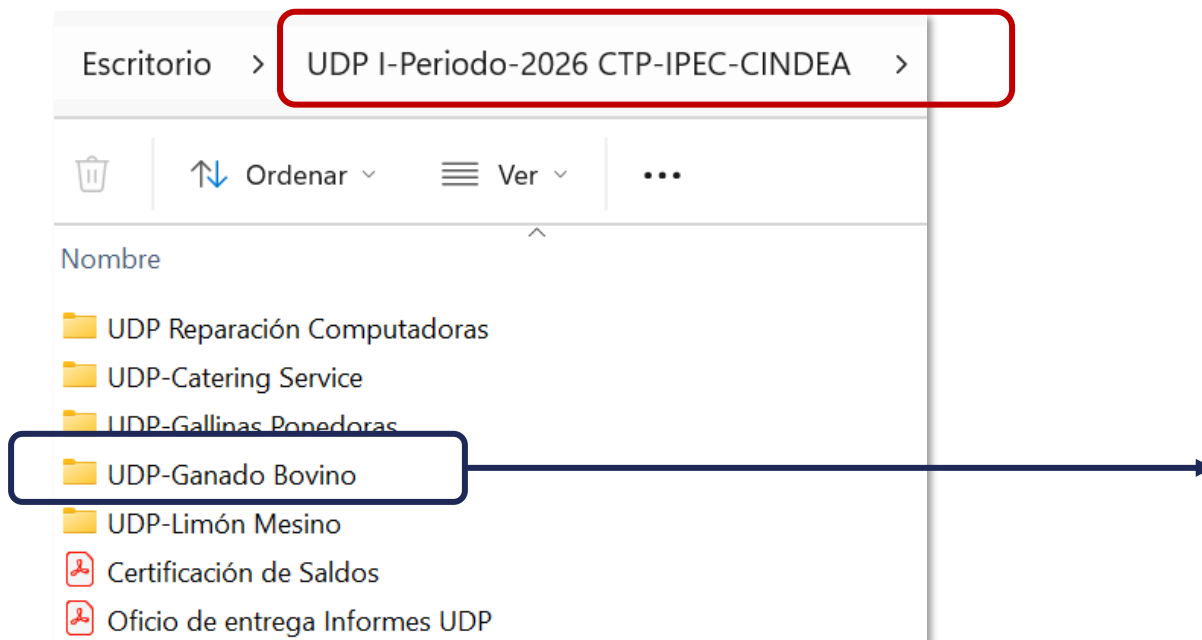 Escritorio > UDP I-Periodo-2026 CTP-IPEC-CINDEA >
Ordenar Ver ...
Nombre
UDP Reparación Computadoras
UDP-Catering Service
UDP-Gallinas Ponedoras
UDP-Ganado Bovino
UDP-Limón Mesino
Certificación de Saldos
Oficio de entrega Informes UDP